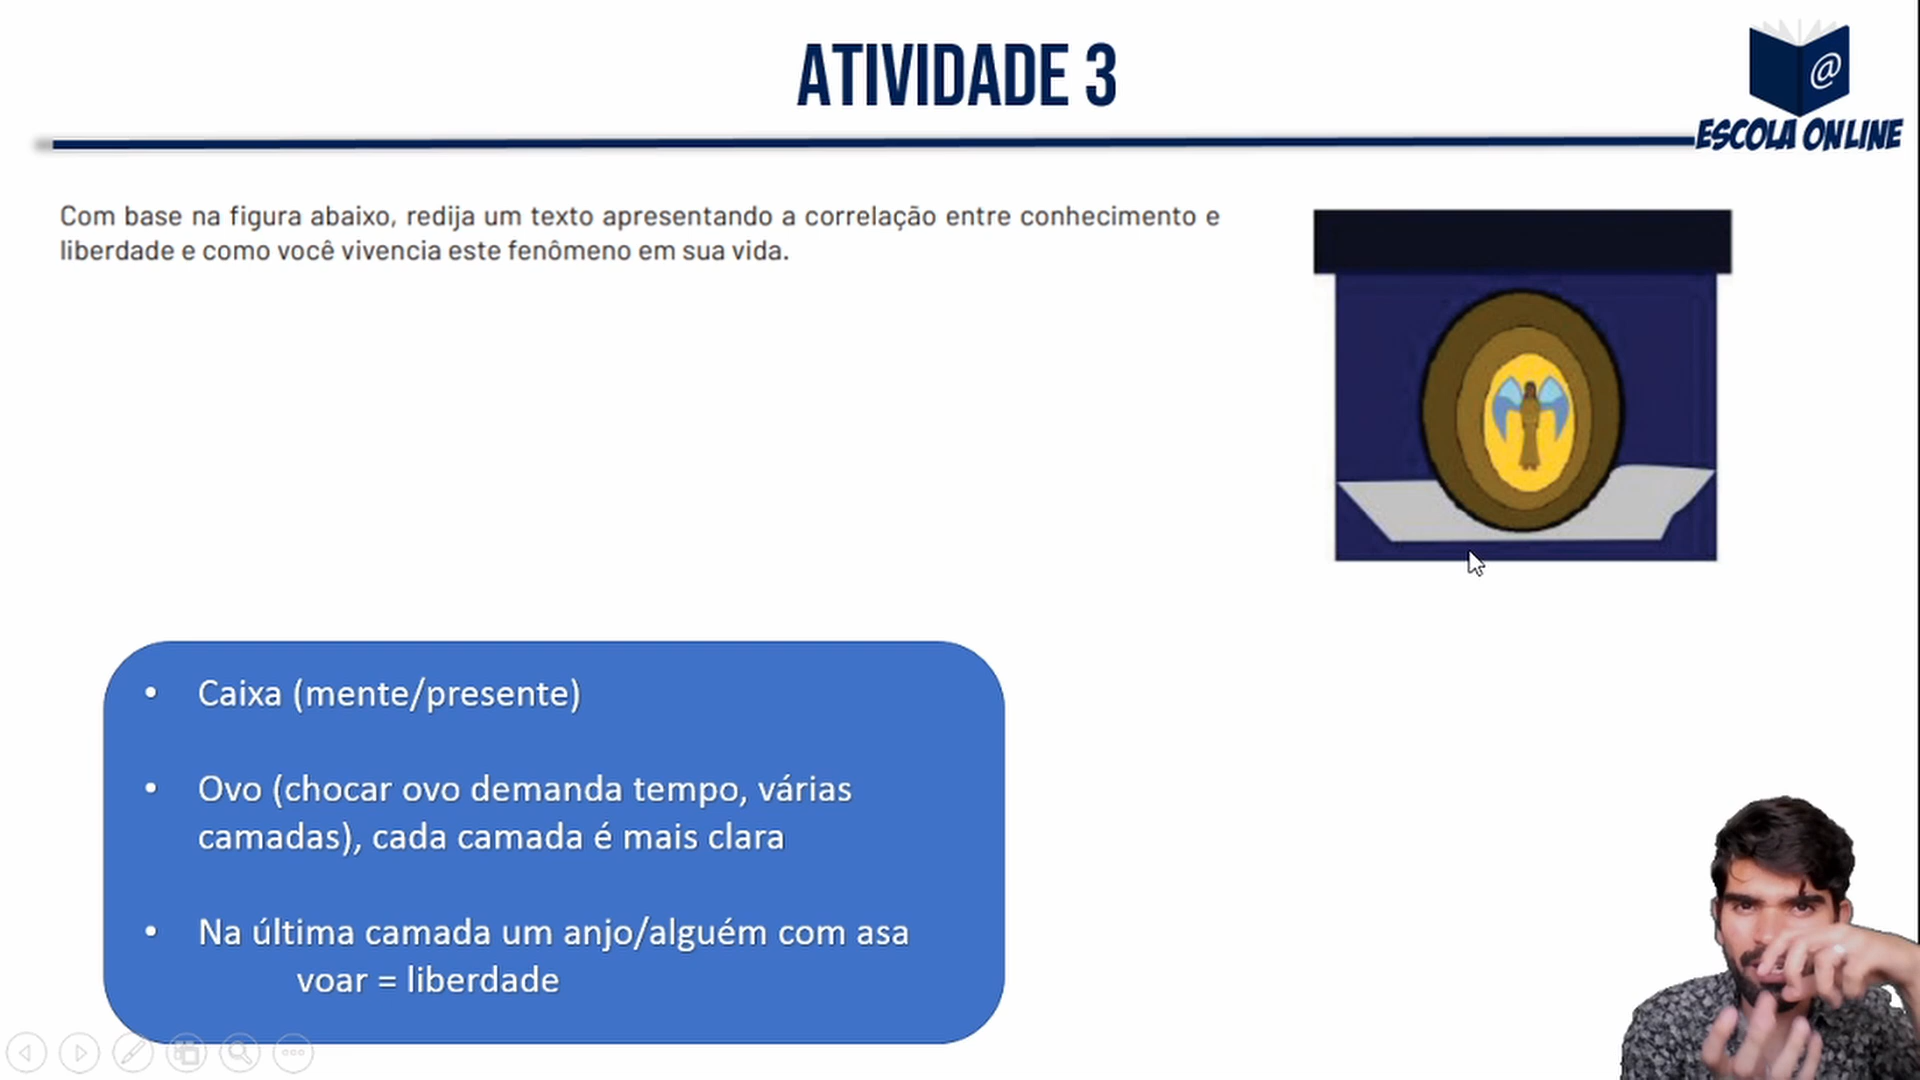 ATIVIDADE 3
@
ESCOLA ONLINE
Com base na figura abaixo, redija um texto apresentando a correlação entre conhecimento e
liberdade e como você vivencia este fenômeno em sua vida.
• Caixa (mente/presente)
• Ovo (chocar ovo demanda tempo, várias
camadas), cada camada é mais clara
• Na última camada um anjo/alguém com asa
voar = liberdade